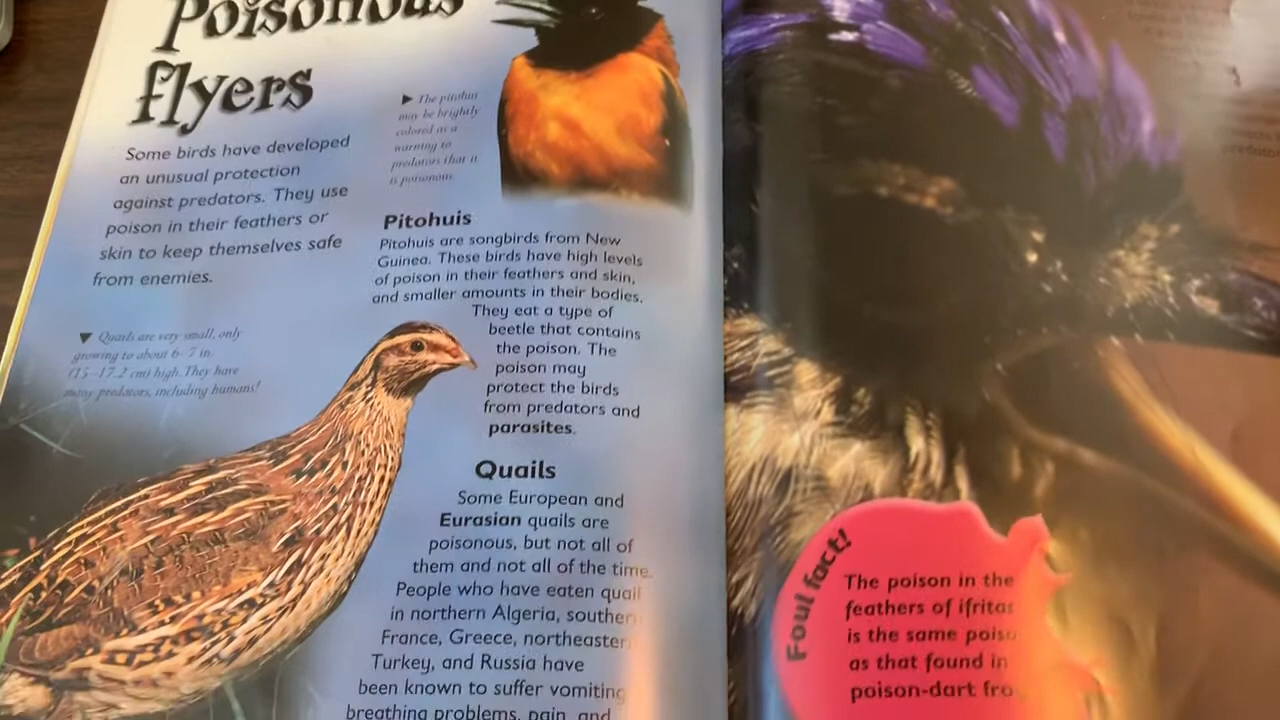 Poisonous
flyers
Some birds have developed
an unusual protection
against predators. They use
poison in their feathers or
skin to keep themselves safe
from enemies.
▶ The pitohui
may be brightly
colored as a
warning to
predators that it
is poisonous.
Pitohuis
Pitohuis are songbirds from New
Guinea. These birds have high levels
of poison in their feathers and skin,
and smaller amounts in their bodies.
They eat a type of
beetle that contains
the poison. The
poison may
protect the birds
from predators and
parasites.
▼ Quails are very small, only
growing to about 6–7 in.
(15–17.2 cm) high. They have
many predators, including humans!
Quails
Some European and
Eurasian quails are
poisonous, but not all of
them and not all of the time.
People who have eaten quail
in northern Algeria, southern
France, Greece, northeastern
Turkey, and Russia have
been known to suffer vomiting
breathing problems, pain, and
Foul fact!
The poison in the
feathers of ifritas
is the same poiso
as that found in
poison-dart fro